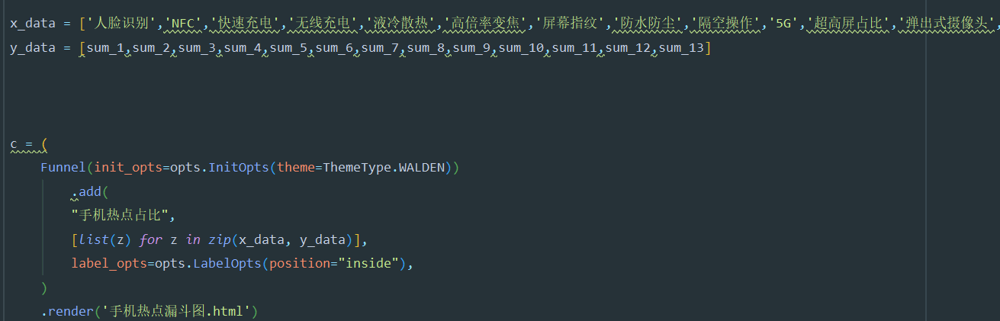 x_data = ['人脸识别','NFC','快速充电','无线充电','液冷散热','高倍率变焦','屏幕指纹','防水防尘','隔空操作','5G','超高屏占比','弹出式摄像头',
y_data = [sum_1,sum_2,sum_3,sum_4,sum_5,sum_6,sum_7,sum_8,sum_9,sum_10,sum_11,sum_12,sum_13]
c = (
Funnel(init_opts=opts.InitOpts(theme=ThemeType.WALDEN))
.add(
"手机热点占比",
[list(z) for z in zip(x_data, y_data)],
label_opts=opts.LabelOpts(position="inside"),
)
.render('手机热点漏斗图.html')